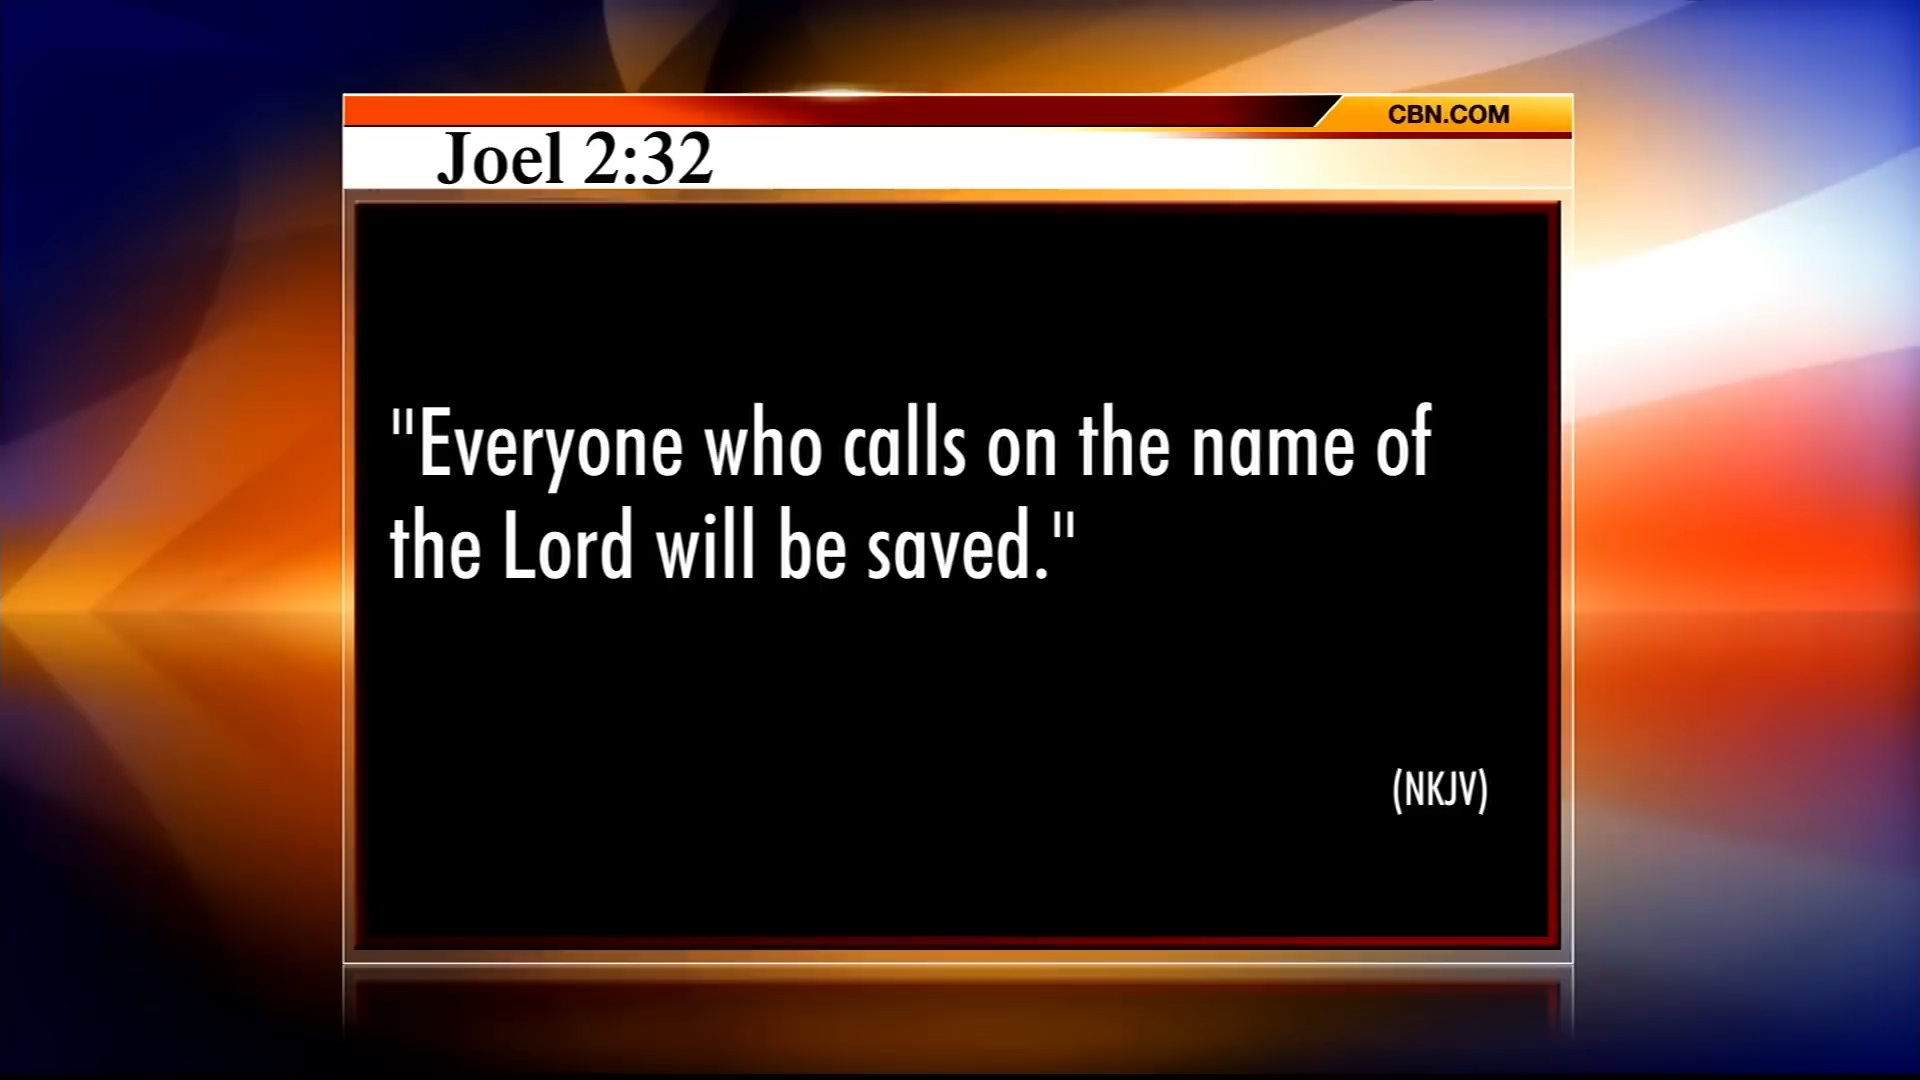 CBN.COM
Joel 2:32
"Everyone who calls on the name of
the Lord will be saved."
(NKJV)